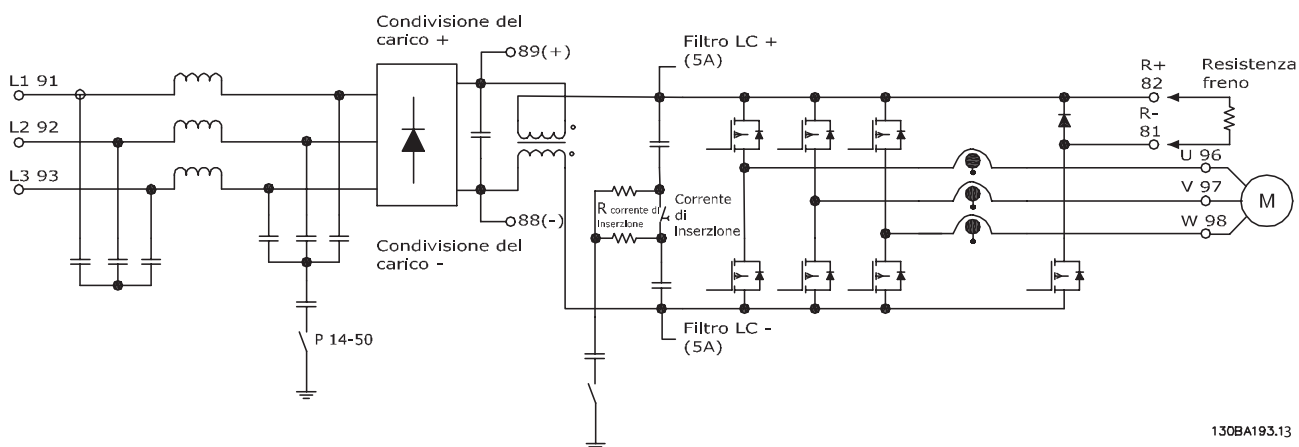 Condivisione del
carico +
89(+)
Filtro LC +
(5A)
R+
82
Resistenza
freno
L1 91
L2 92
R-
81
U 96
L3 93
V 97
M
R corrente di
Inserzione
Corrente
di
Inserzione
W 98
88(-)
Condivisione del
carico -
P 14-50
Filtro LC -
(5A)
130BA193.13